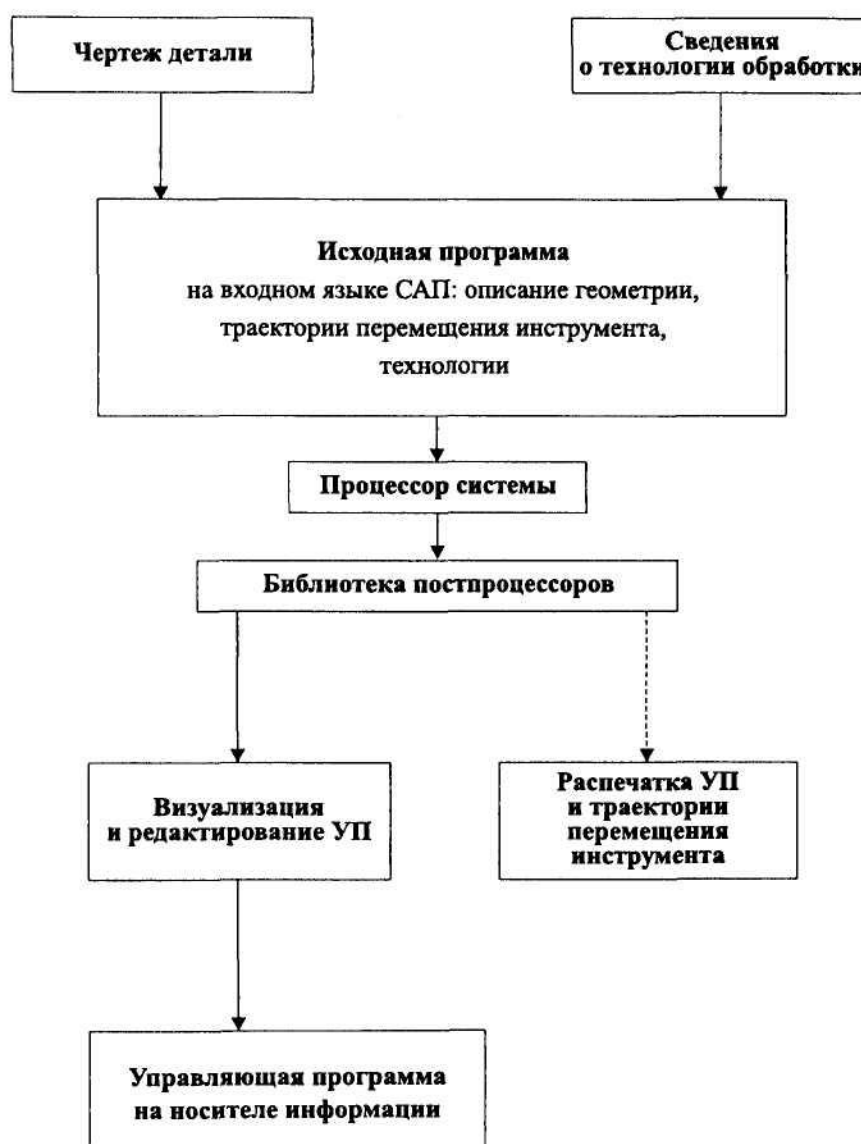 Чертеж детали
Сведения
о технологии обработки
Исходная программа
на входном языке САП: описание геометрии,
траектории перемещения инструмента,
технологии
Процессор системы
Библиотека постпроцессоров
Визуализация
и редактирование УП
Распечатка УП
и траектории
перемещения
инструмента
Управляющая программа
на носителе информации